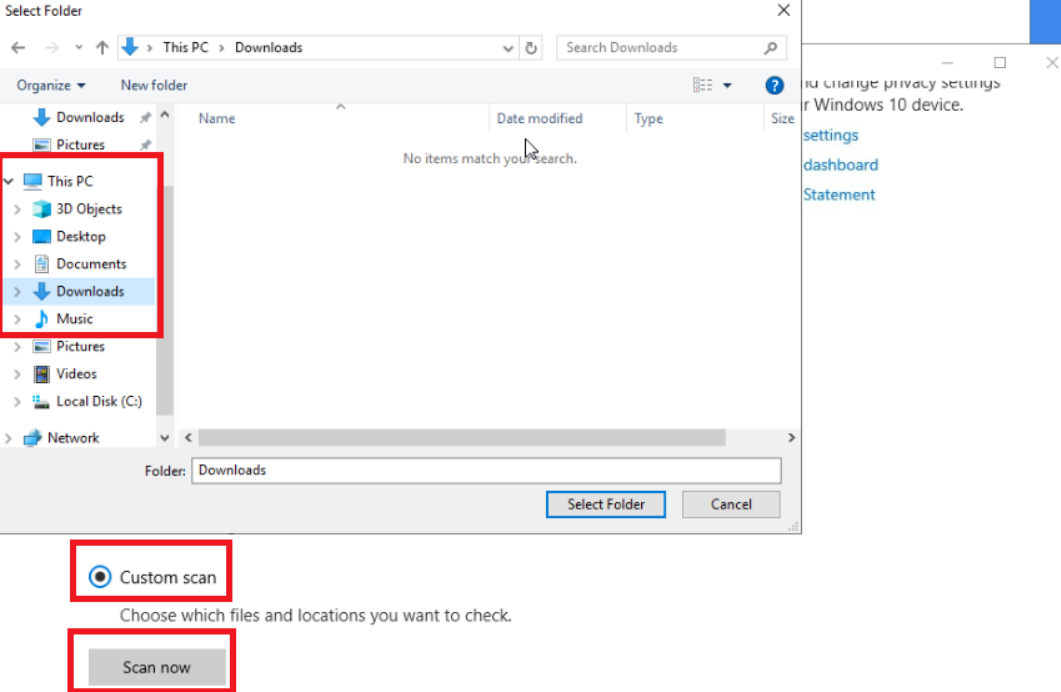 Select Folder
This PC > Downloads
Search Downloads
Organize
New folder
?
nd change privacy settings
r Windows 10 device.
settings
dashboard
Statement
Downloads
Pictures
This PC
3D Objects
Desktop
Documents
Downloads
Music
Pictures
Videos
Local Disk (C:)
Network
Name
Date modified
Type
Size
No items match your search.
Folder: Downloads
Select Folder
Cancel
Custom scan
Choose which files and locations you want to check.
Scan now